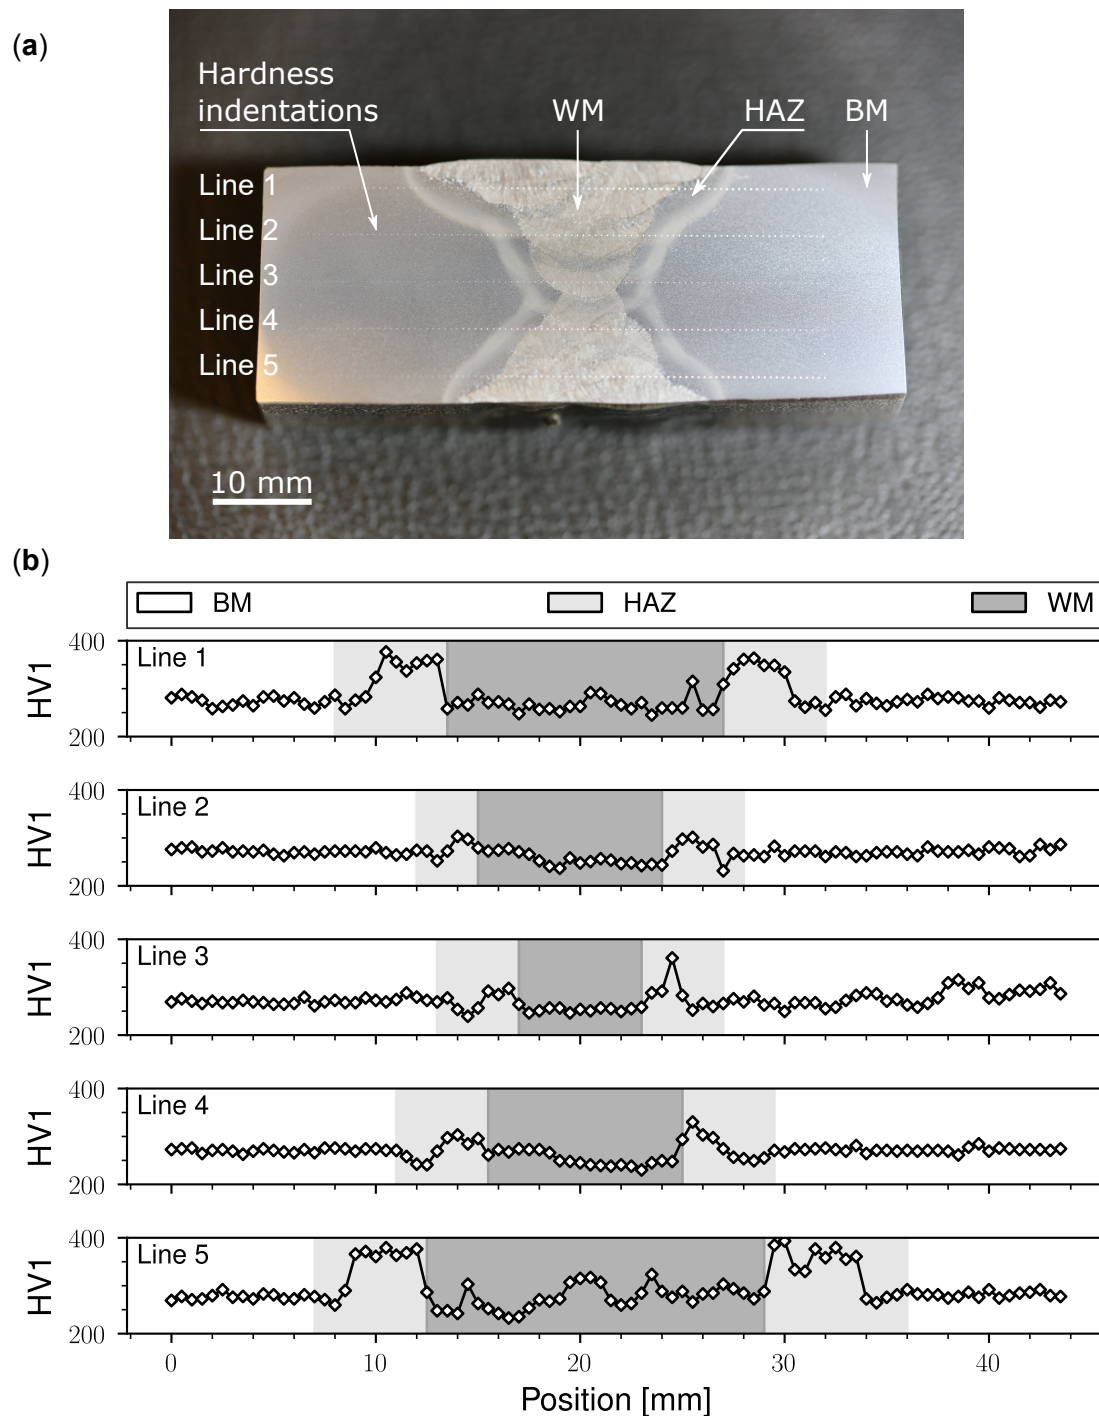 (a)
Hardness
indentations
WM
HAZ
BM
Line 1
Line 2
Line 3
Line 4
Line 5
10 mm
(b)
BM HAZ WM
400
Line 1
HV1
200
400
Line 2
HV1
200
400
Line 3
HV1
200
400
Line 4
HV1
200
400
Line 5
HV1
200
0 10 20 30 40
Position [mm]